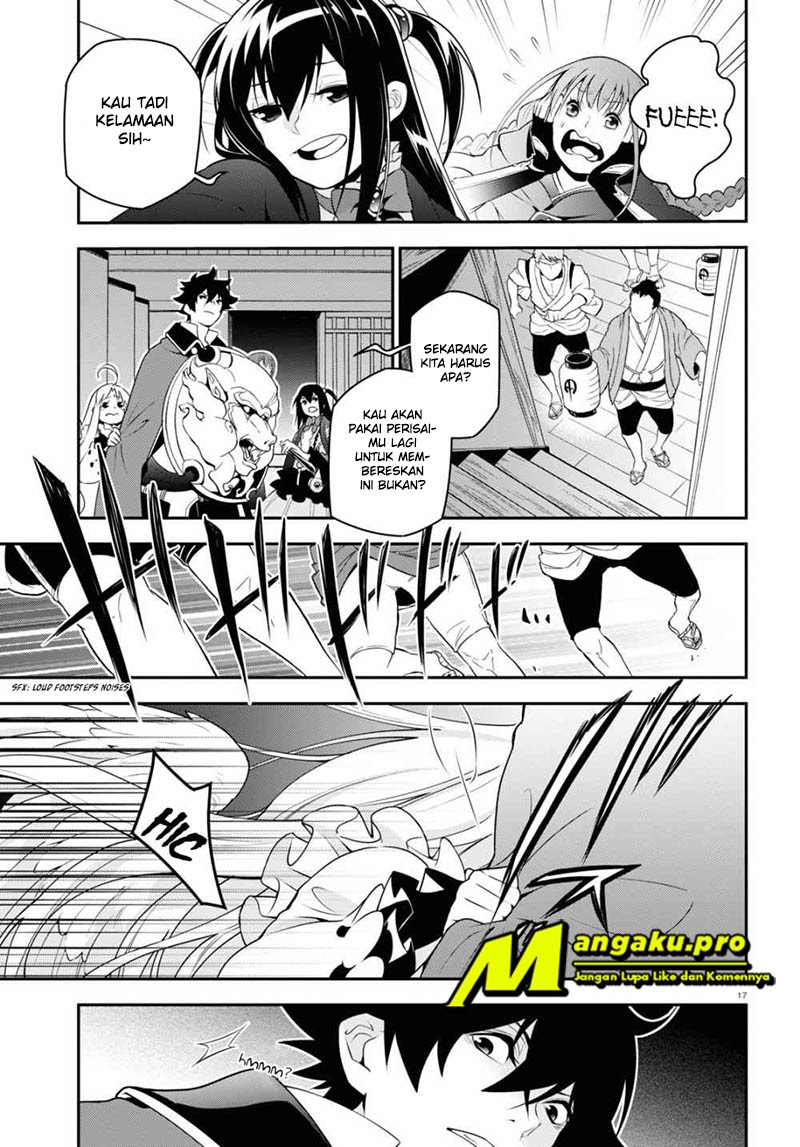 FUEEE!
KAU TADI
KELAMAAN
SIH~
SEKARANG
KITA HARUS
APA?
KAU AKAN
PAKAI PERISAI-
MU LAGI
UNTUK MEM-
BERESKAN
INI BUKAN?
SFX: LOUD FOOTSTEPS NOISES
HIC
Mangaku.pro
Jangan Lupa Like dan Komennya
17
hmmm?